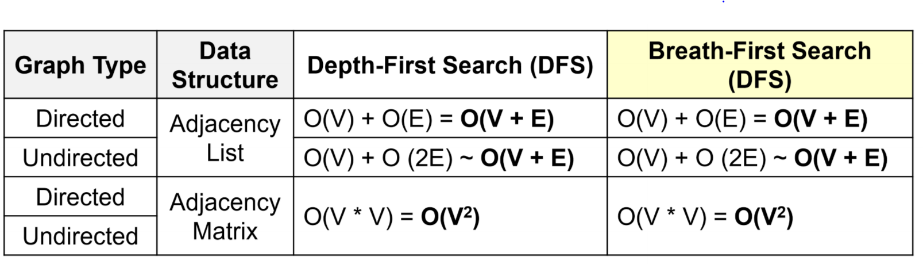 Graph Type
Data
Structure
Depth-First Search (DFS)
Breath-First Search
(DFS)
Directed
Adjacency
List
O(V) + O(E) = O(V + E)
O(V) + O(E) = O(V + E)
Undirected
O(V) + O (2E) ~ O(V + E)
O(V) + O (2E) ~ O(V + E)
Directed
Adjacency
Matrix
O(V * V) = O(V²)
O(V * V) = O(V²)
Undirected